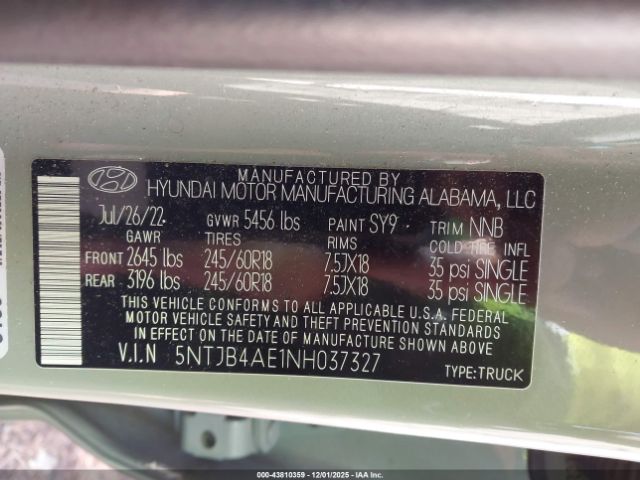 MANUFACTURED BY
HYUNDAI MOTOR MANUFACTURING ALABAMA, LLC
Jul/26/22 GVWR 5456 lbs PAINT SY9 TRIM NNB
GAWR TIRES RIMS COLD TIRE INFL
FRONT 2645 lbs 245/60R18 7.5JX18 35 psi SINGLE
REAR 3196 lbs 245/60R18 7.5JX18 35 psi SINGLE
THIS VEHICLE CONFORMS TO ALL APPLICABLE U.S.A. FEDERAL
MOTOR VEHICLE SAFETY AND THEFT PREVENTION STANDARDS
IN EFFECT ON THE DATE OF MANUFACTURE SHOWN ABOVE.
V.I.N 5NTJB4AE1NH037327
TYPE:TRUCK
000-43810359 • 12/01/2025 • IAA, Inc.